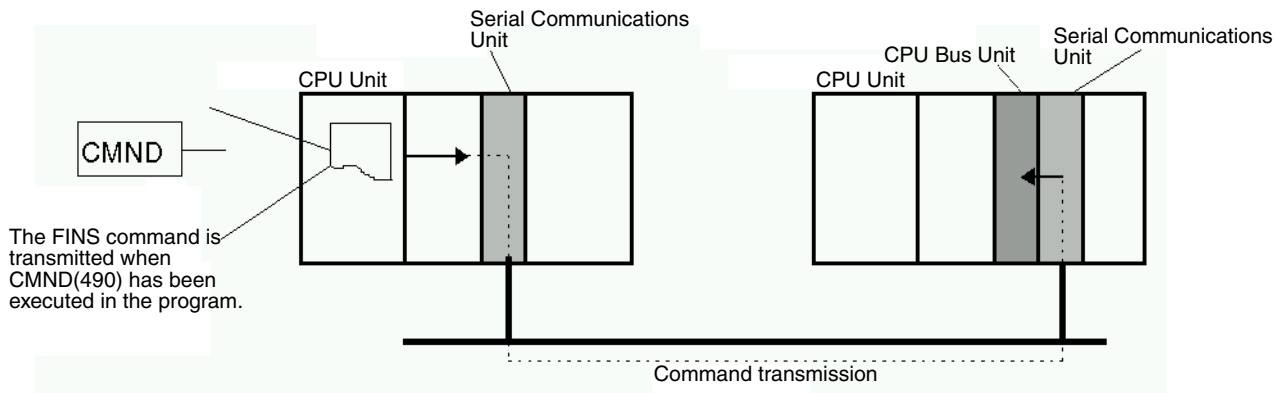 Serial Communications
Unit
Serial Communications
Unit
CPU Bus Unit
CPU Unit
CPU Unit
CMND
The FINS command is
transmitted when
CMND(490) has been
executed in the program.
Command transmission